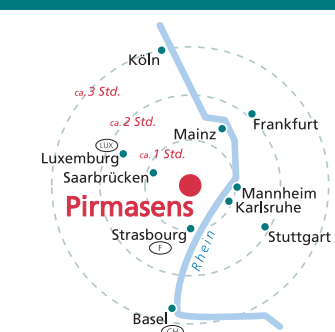 Köln
ca. 3 Std.
ca. 2 Std.
Frankfurt
Mainz
LUX
Luxemburg
ca. 1 Std.
Saarbrücken
Mannheim
Pirmasens
Karlsruhe
Strasbourg
F
Stuttgart
Rhein
Basel
CH